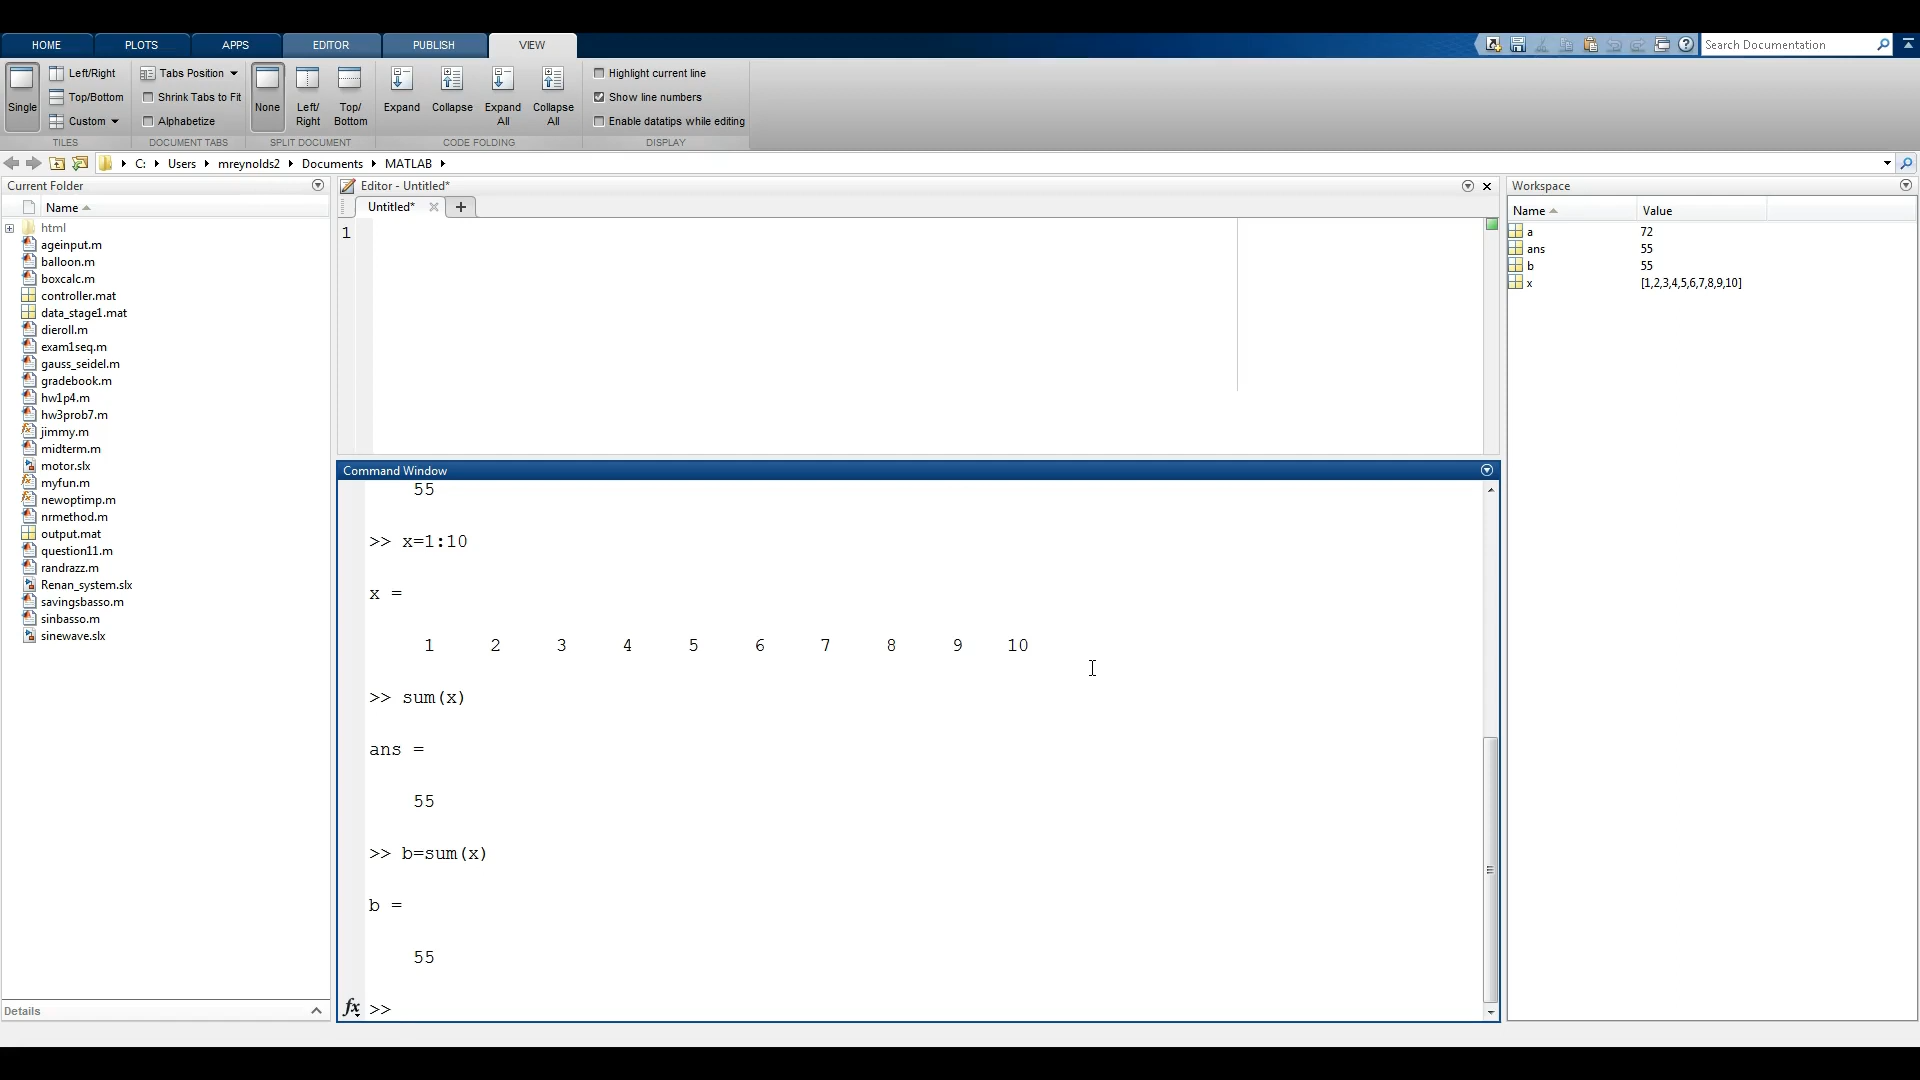 HOME PLOTS APPS EDITOR PUBLISH VIEW
Search Documentation
Single
Left/Right
Top/Bottom
Custom
TILES
Tabs Position
Shrink Tabs to Fit
Alphabetize
DOCUMENT TABS
None
Left/
Right
Top/
Bottom
SPLIT DOCUMENT
Expand
Collapse
Expand
All
Collapse
All
CODE FOLDING
Highlight current line
Show line numbers
Enable datatips while editing
DISPLAY
C: Users mreynolds2 Documents MATLAB
Current Folder
Name
html
ageinput.m
balloon.m
boxcalc.m
controller.mat
data_stage1.mat
dieroll.m
exam1seq.m
gauss_seidel.m
gradebook.m
hw1p4.m
hw3prob7.m
jimmy.m
midterm.m
motor.slx
myfun.m
newoptimp.m
nrmethod.m
output.mat
question11.m
randrazz.m
Renan_system.slx
savingsbasso.m
sinbasso.m
sinewave.slx
Details
Editor - Untitled*
Untitled*
1
Command Window
55
>> x=1:10
x =
1 2 3 4 5 6 7 8 9 10
>> sum(x)
ans =
55
>> b=sum(x)
b =
55
fx >>
Workspace
Name Value
a 72
ans 55
b 55
x [1,2,3,4,5,6,7,8,9,10]